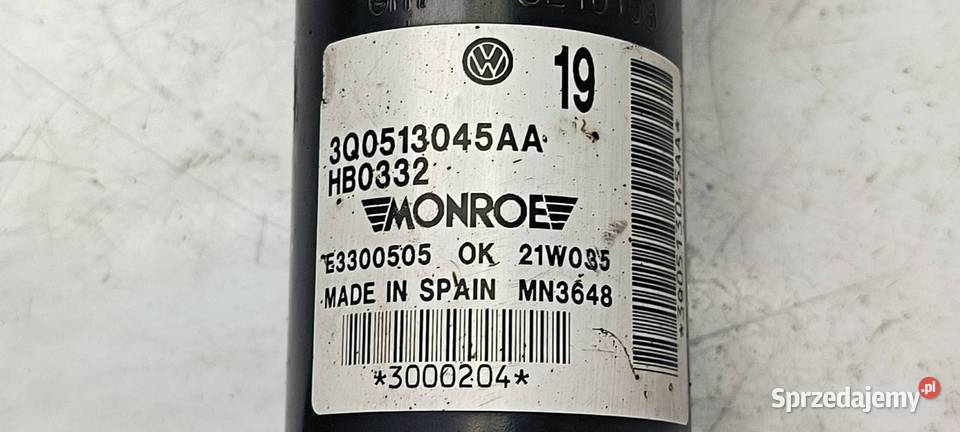 19
3Q0513045AA
HB0332
MONROE
E3300505 OK 21W035
MADE IN SPAIN MN3648
*3000204*
*3Q0513045AA*
Sprzedajemy.pl